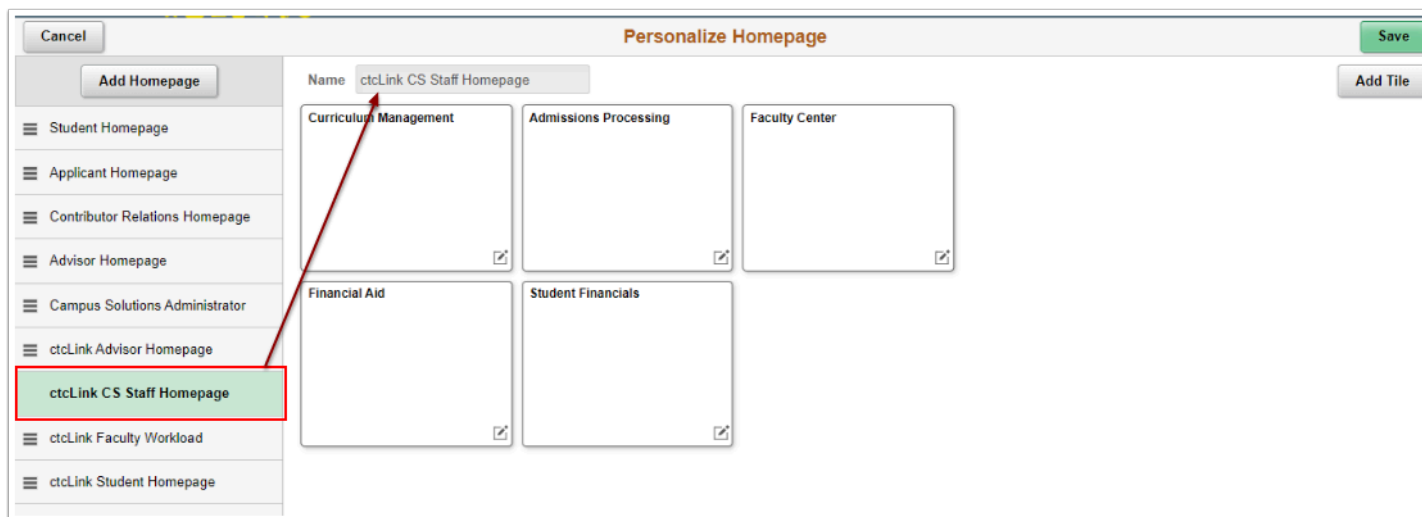 Cancel
Personalize Homepage
Save
Add Homepage
Name ctcLink CS Staff Homepage
Add Tile
Student Homepage
Applicant Homepage
Contributor Relations Homepage
Advisor Homepage
Campus Solutions Administrator
ctcLink Advisor Homepage
ctcLink CS Staff Homepage
ctcLink Faculty Workload
ctcLink Student Homepage
Curriculum Management
Admissions Processing
Faculty Center
Financial Aid
Student Financials